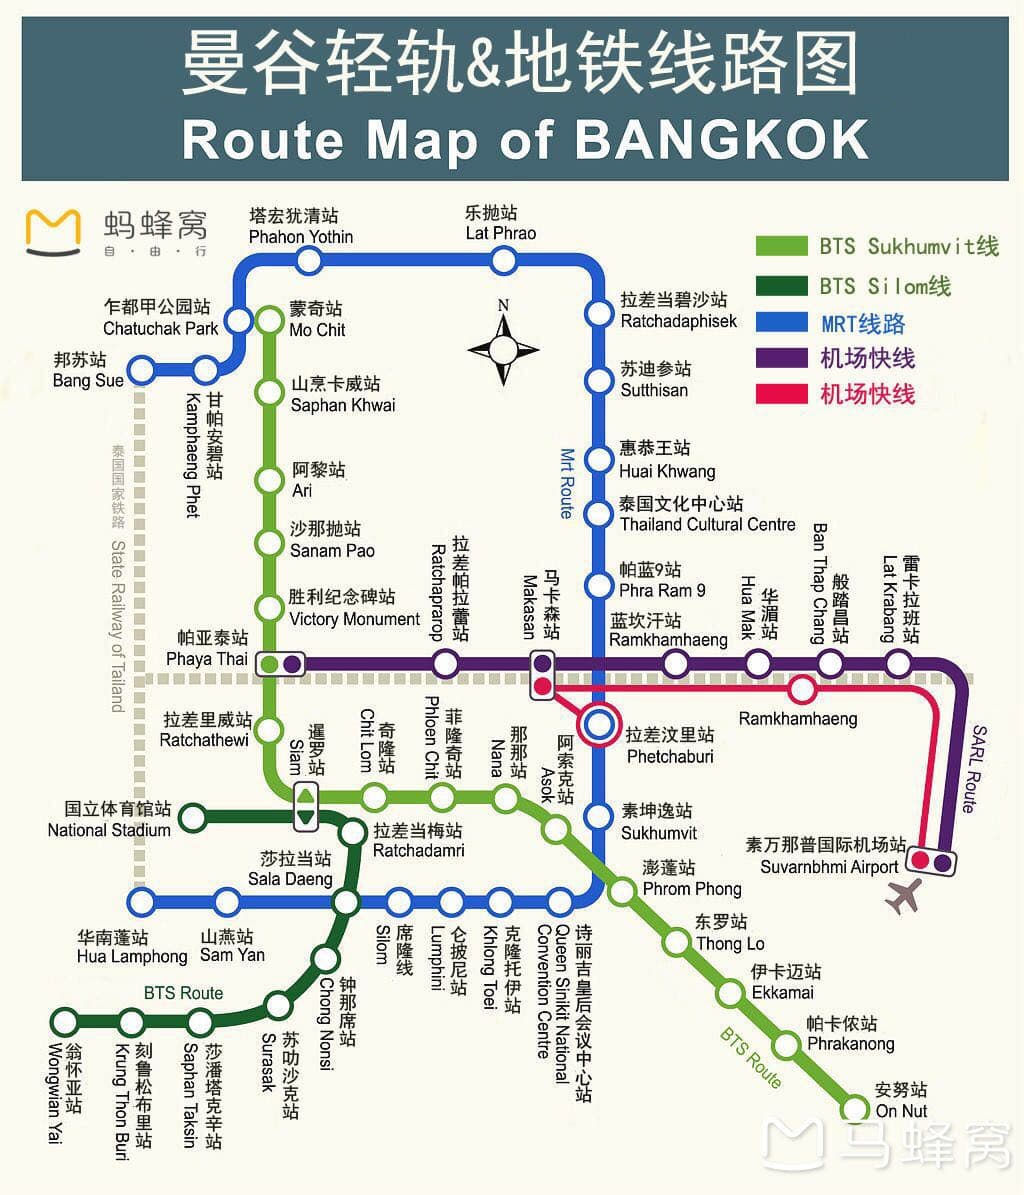 曼谷轻轨&地铁线路图
Route Map of BANGKOK
蚂蜂窝
自·由·行
塔宏犹清站
Phahon Yothin
乐抛站
Lat Phrao
BTS Sukhumvit线
BTS Silom线
MRT线路
机场快线
机场快线
乍都甲公园站
Chatuchak Park
蒙奇站
Mo Chit
N
拉差当碧沙站
Ratchadaphisek
邦苏站
Bang Sue
甘帕安碧站
Kamphaeng Phet
山烹卡威站
Saphan Khwai
苏迪参站
Sutthisan
泰国国家铁路 State Railway of Tailand
阿黎站
Ari
Mrt Route
惠恭王站
Huai Khwang
沙那抛站
Sanam Pao
泰国文化中心站
Thailand Cultural Centre
胜利纪念碑站
Victory Monument
拉差帕拉蕾站
Ratchaprarop
马卡森站
Makasan
帕蓝9站
Phra Ram 9
蓝坎汗站
Ramkhamhaeng
华湄站
Hua Mak
般踏昌站
Ban Thap Chang
雷卡拉班站
Lat Krabang
帕亚泰站
Phaya Thai
拉差里威站
Ratchathewi
暹罗站
Siam
奇隆站
Chit Lom
菲隆奇站
Phloen Chit
那那站
Nana
阿索克站
Asok
拉差汶里站
Phetchaburi
Ramkhamhaeng
SARL Route
国立体育馆站
National Stadium
拉差当梅站
Ratchadamri
素坤逸站
Sukhumvit
素万那普国际机场站
Suvarnbhmi Airport
莎拉当站
Sala Daeng
澎蓬站
Phrom Phong
华南蓬站
Hua Lamphong
山燕站
Sam Yan
席隆线
Silom
仑披尼站
Lumphini
克隆托伊站
Khlong Toei
诗丽吉皇后会议中心站
Queen Sinikit National
Convention Centre
东罗站
Thong Lo
伊卡迈站
Ekkamai
BTS Route
钟那席站
Chong Nonsi
帕卡侬站
Phrakanong
BTS Route
翁怀亚站
Wongwian Yai
刻鲁松布里站
Krung Thon Buri
莎潘塔克辛站
Saphan Taksin
苏叻沙克站
Surasak
安努站
On Nut
马蜂窝